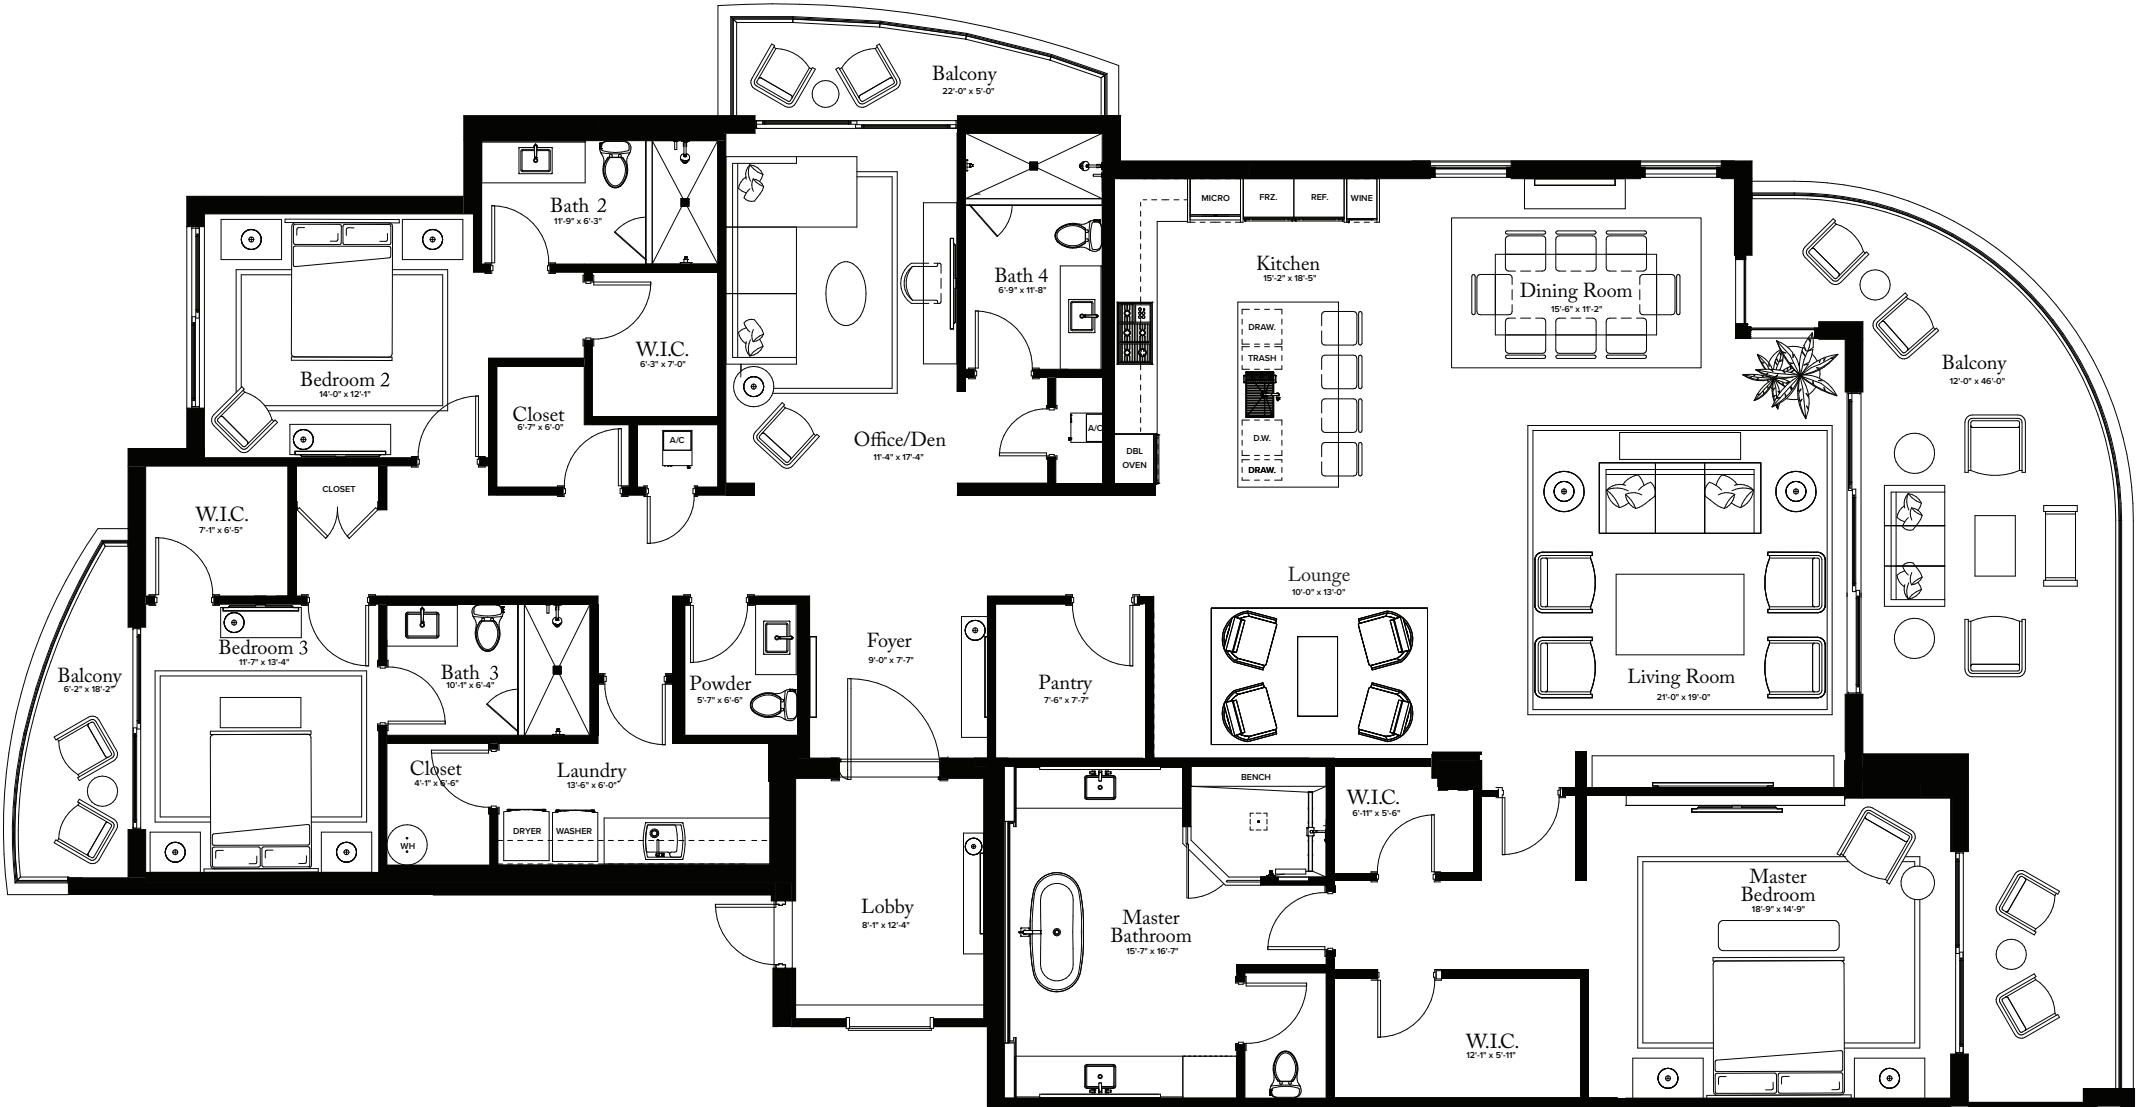 Balcony
22'-0" x 5'-0"
Bath 2
11'-9" x 6'-3"
MICRO
FRZ.
REF.
WINE
Bath 4
6'-9" x 11'-8"
Kitchen
15'-2" x 18'-5"
Dining Room
15'-6" x 11'-2"
DRAW.
TRASH
D.W.
DRAW.
W.I.C.
6'-3" x 7'-0"
Bedroom 2
14'-0" x 12'-1"
Balcony
12'-0" x 46'-0"
Closet
6'-7" x 6'-0"
A/C
Office/Den
11'-4" x 17'-4"
A/C
DBL
OVEN
CLOSET
W.I.C.
7'-1" x 6'-5"
Lounge
10'-0" x 13'-0"
Foyer
9'-0" x 7'-7"
Bedroom 3
11'-7" x 13'-4"
Balcony
6'-2" x 18'-2"
Bath 3
10'-1" x 6'-4"
Powder
5'-7" x 6'-6"
Pantry
7'-6" x 7'-7"
Living Room
21'-0" x 19'-0"
Closet
4'-1" x 6'-6"
Laundry
13'-6" x 6'-0"
BENCH
W.I.C.
6'-11" x 5'-6"
DRYER
WASHER
WH
Master
Bedroom
18'-9" x 14'-9"
Lobby
8'-1" x 12'-4"
Master
Bathroom
15'-7" x 16'-7"
W.I.C.
12'-1" x 5'-11"